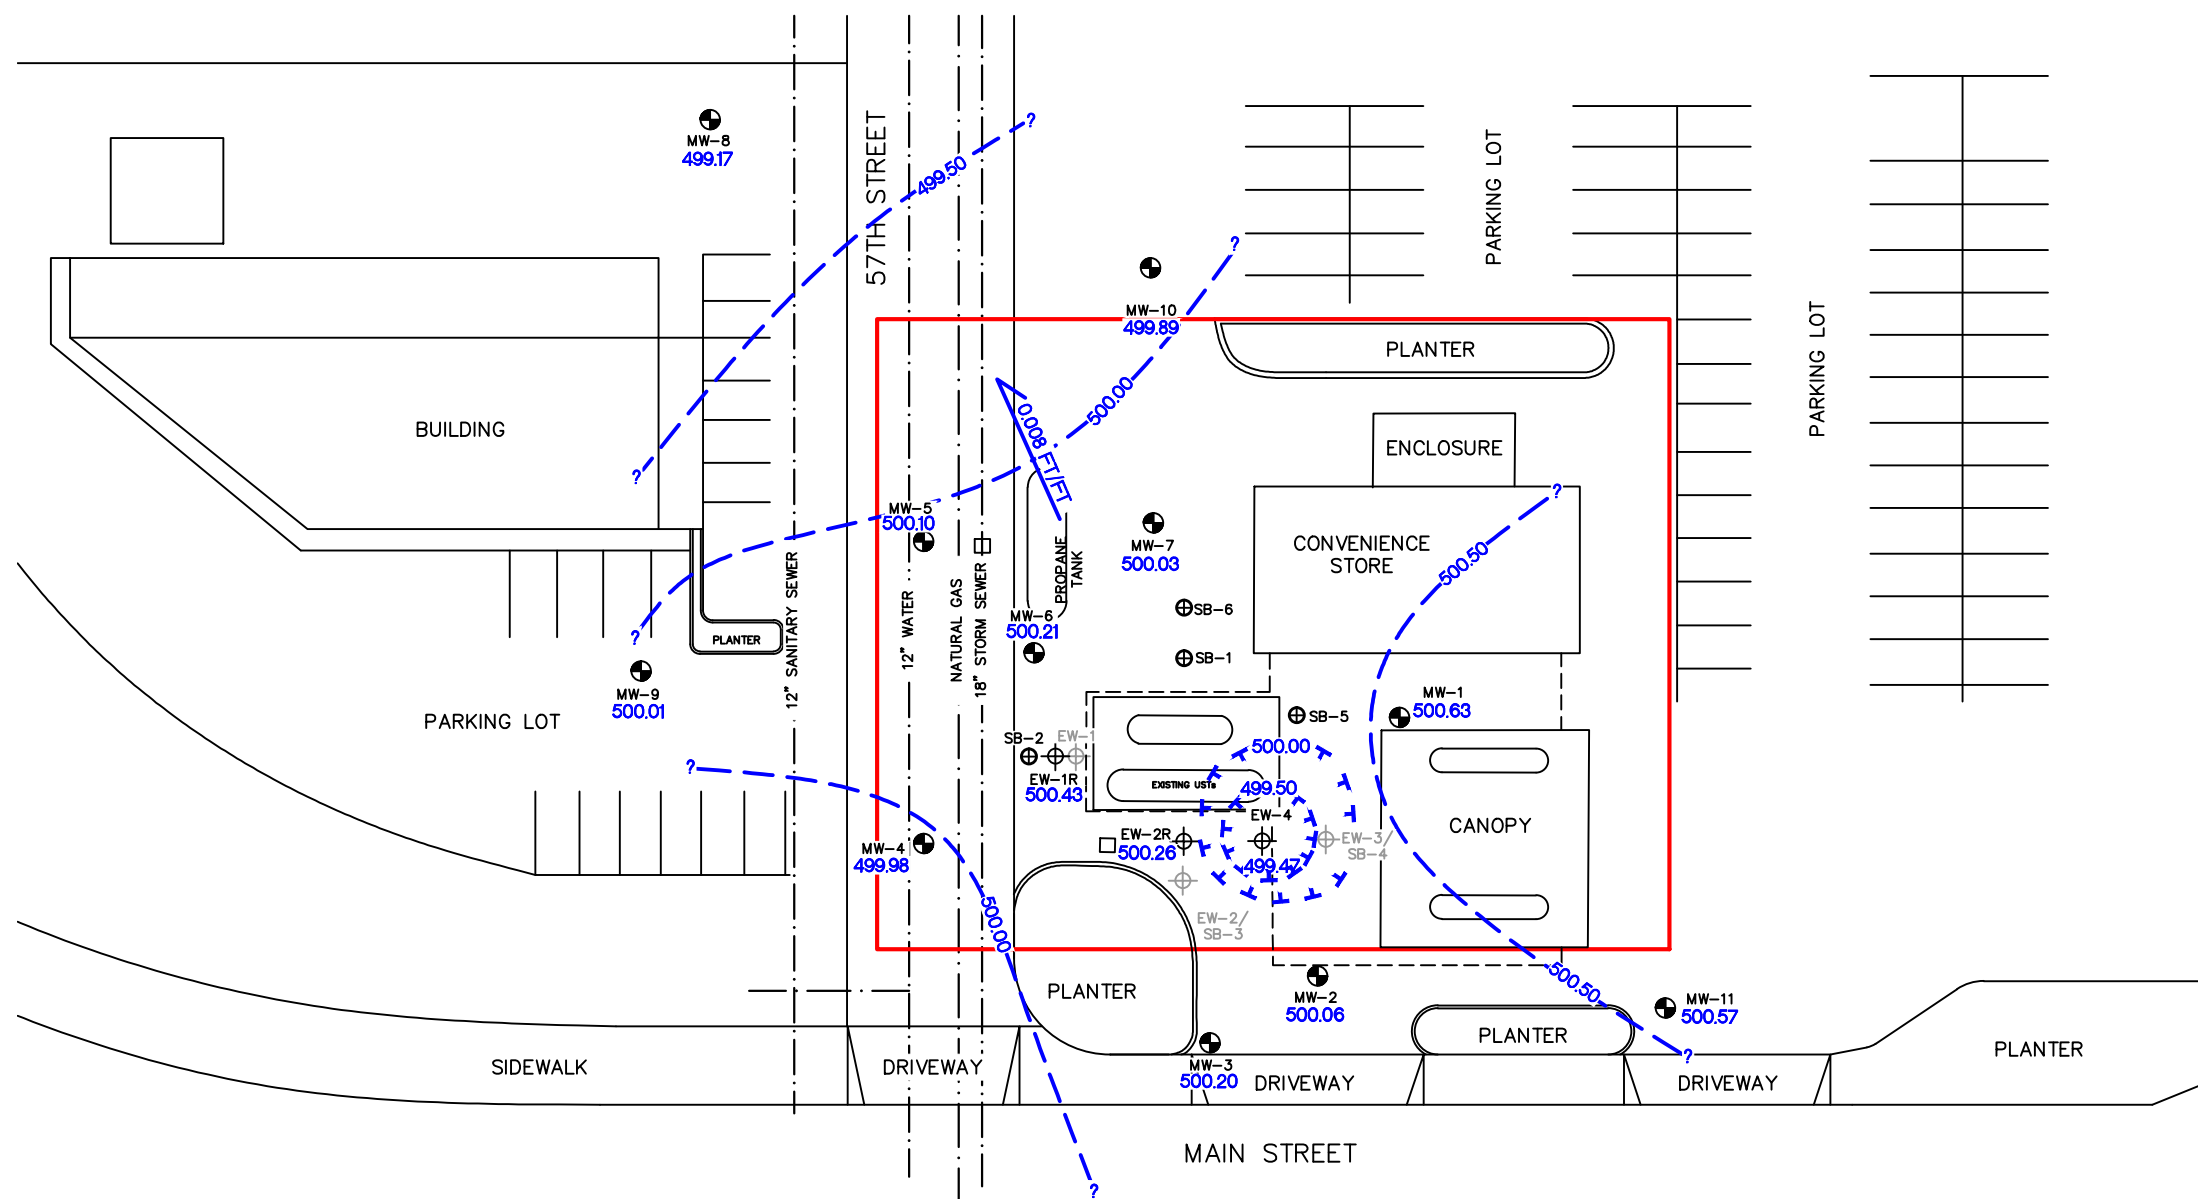 MW-8
499.17
57TH STREET
499.50
?
?
?
PARKING LOT
PARKING LOT
MW-10
499.89
PLANTER
500.00
0.008 FT/FT
BUILDING
ENCLOSURE
?
MW-5
500.10
CONVENIENCE
STORE
500.50
MW-7
500.03
PROPANE
TANK
12" SANITARY SEWER
12" WATER
NATURAL GAS
18" STORM SEWER
SB-6
MW-6
500.21
SB-1
?
PLANTER
MW-9
500.01
PARKING LOT
MW-1
500.63
SB-5
SB-2
EW-1
500.00
?
EW-1R
500.43
EXISTING USTs
499.50
EW-4
CANOPY
EW-2R
500.26
EW-3/
SB-4
MW-4
499.98
499.47
500.00
EW-2/
SB-3
PLANTER
MW-2
500.06
500.50
MW-11
500.57
PLANTER
?
PLANTER
SIDEWALK
DRIVEWAY
MW-3
500.20
DRIVEWAY
DRIVEWAY
MAIN STREET
?